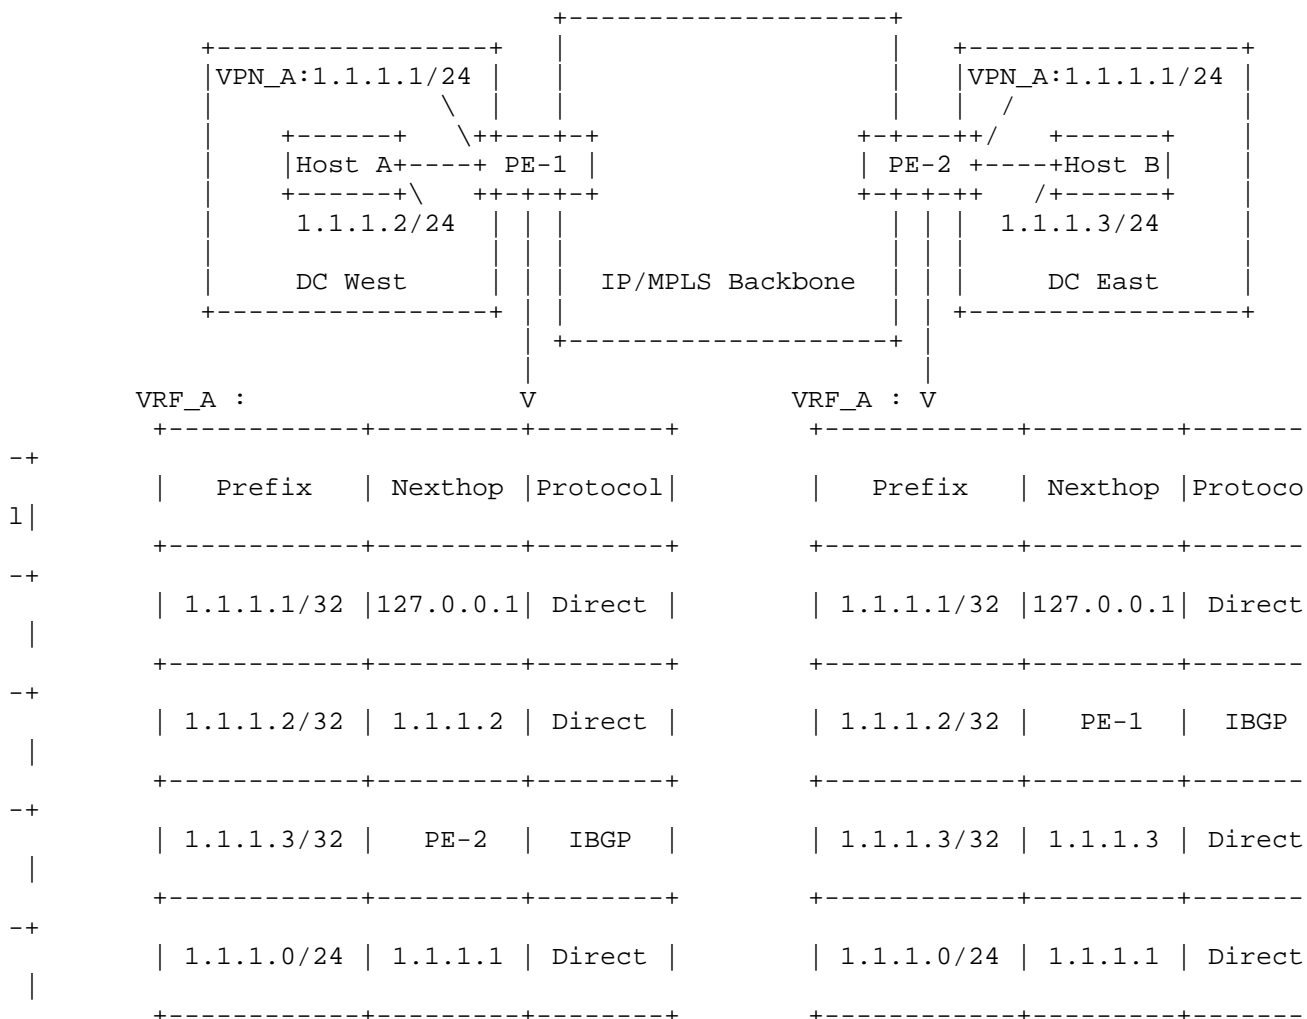 VPN_A:1.1.1.1/24 VPN_A:1.1.1.1/24
Host A PE-1 PE-2 Host B
1.1.1.2/24 1.1.1.3/24
DC West IP/MPLS Backbone DC East
VRF_A : V VRF_A : V
Prefix Nexthop Protocol Prefix Nexthop Protoco
l
1.1.1.1/32 127.0.0.1 Direct 1.1.1.1/32 127.0.0.1 Direct
1.1.1.2/32 1.1.1.2 Direct 1.1.1.2/32 PE-1 IBGP
1.1.1.3/32 PE-2 IBGP 1.1.1.3/32 1.1.1.3 Direct
1.1.1.0/24 1.1.1.1 Direct 1.1.1.0/24 1.1.1.1 Direct